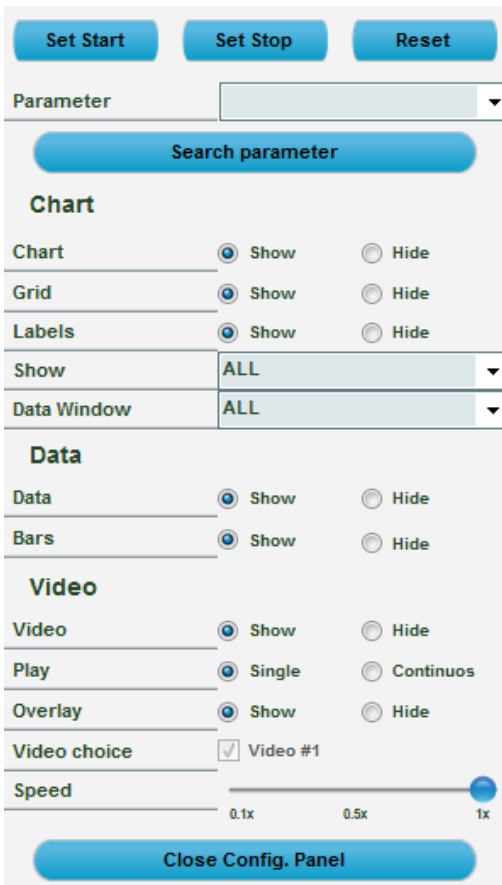 Set Start Set Stop Reset
Parameter
Search parameter
Chart
Chart Show Hide
Grid Show Hide
Labels Show Hide
Show ALL
Data Window ALL
Data
Data Show Hide
Bars Show Hide
Video
Video Show Hide
Play Single Continuos
Overlay Show Hide
Video choice Video #1
Speed
0.1x 0.5x 1x
Close Config. Panel